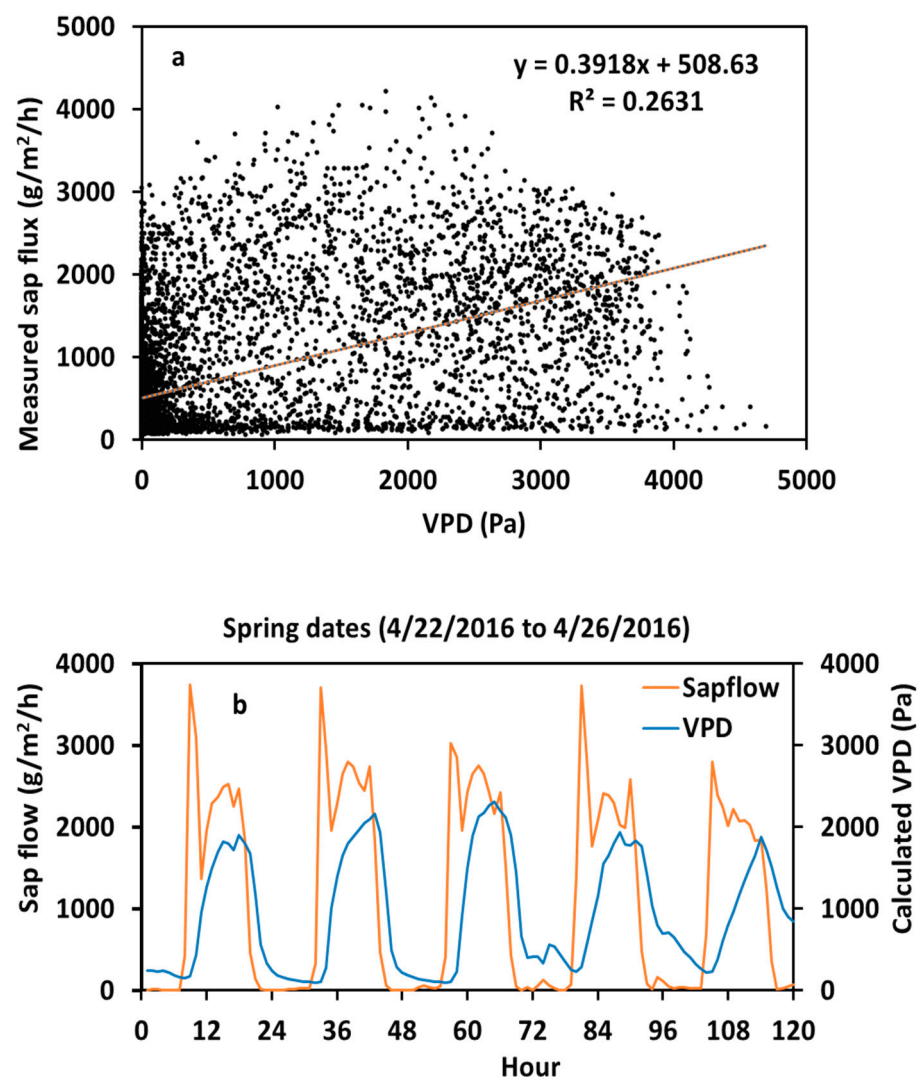 a
y = 0.3918x + 508.63
R² = 0.2631
Measured sap flux (g/m²/h)
5000
4000
3000
2000
1000
0
0 1000 2000 3000 4000 5000
VPD (Pa)
Spring dates (4/22/2016 to 4/26/2016)
b
Sapflow
VPD
Sap flow (g/m²/h)
4000
3000
2000
1000
0
Calculated VPD (Pa)
4000
3000
2000
1000
0
0 12 24 36 48 60 72 84 96 108 120
Hour